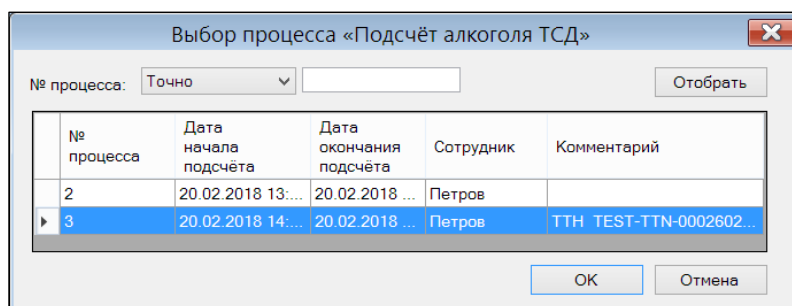 Выбор процесса «Подсчёт алкоголя ТСД»
№ процесса: Точно Отобрать
№ процесса Дата начала подсчёта Дата окончания подсчёта Сотрудник Комментарий
2 20.02.2018 13:... 20.02.2018 ... Петров
3 20.02.2018 14:... 20.02.2018 ... Петров ТТН TEST-TTN-0002602...
OK Отмена